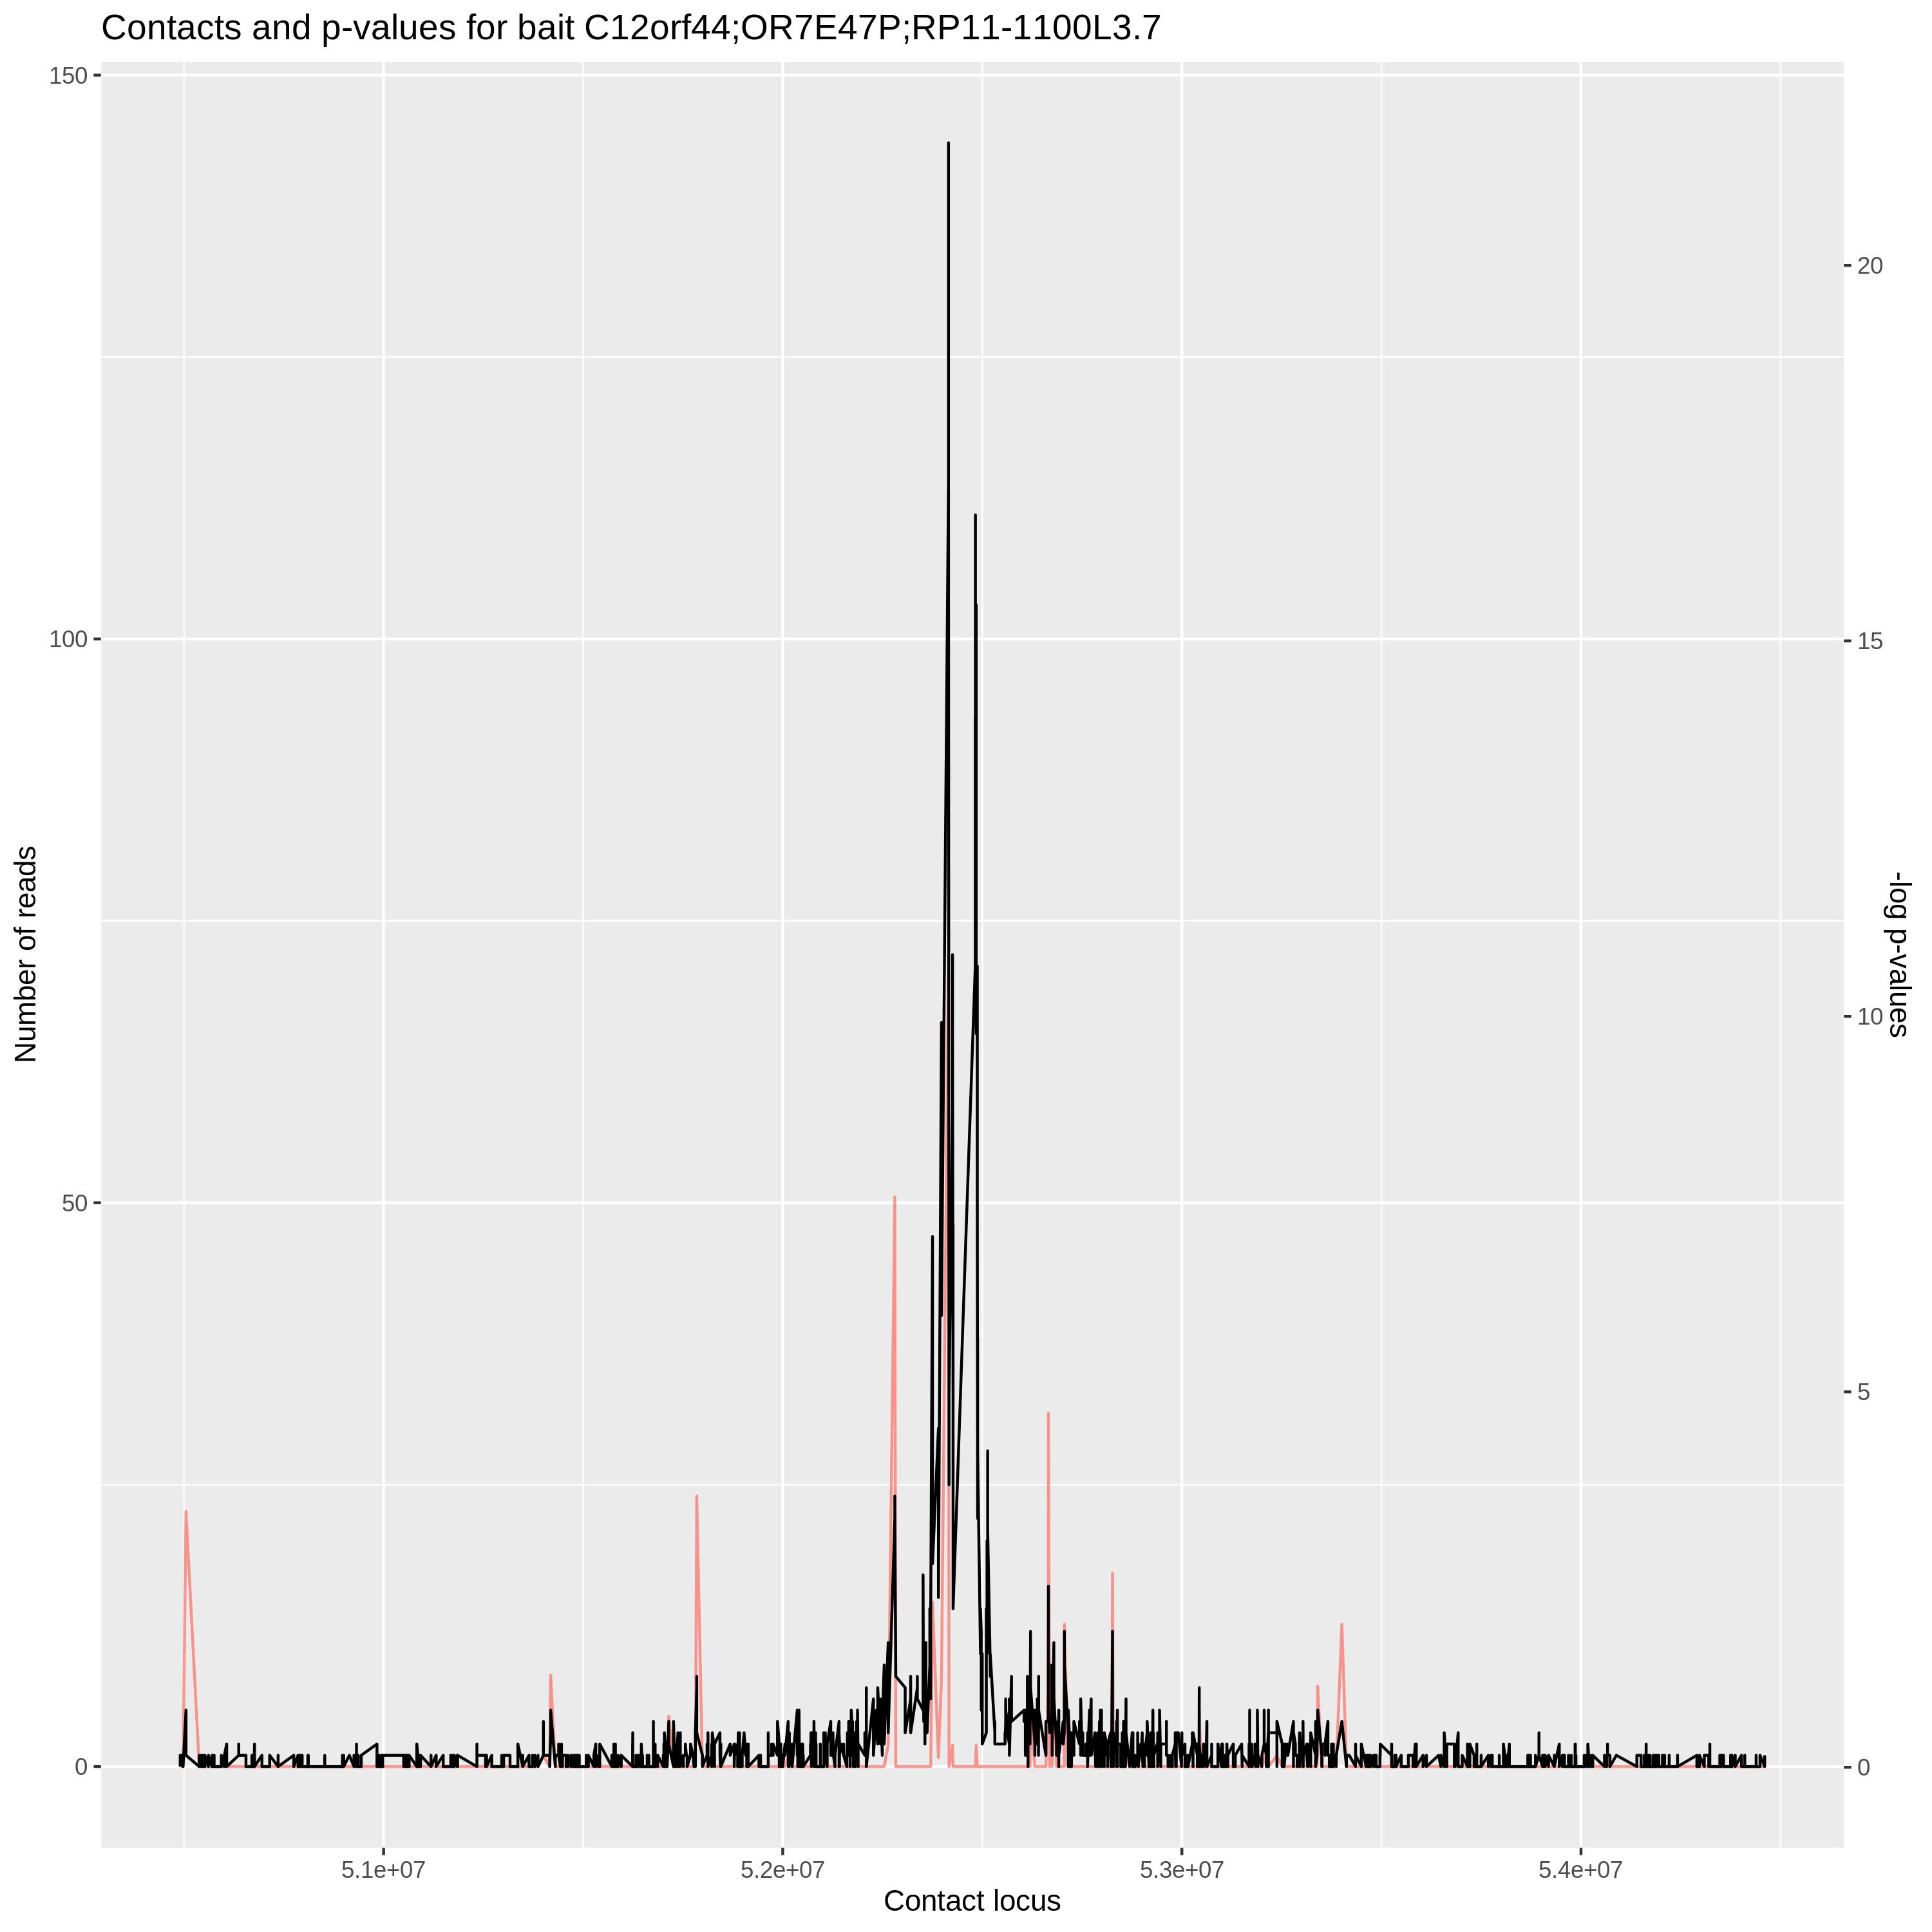 Contacts and p-values for bait C12orf44;OR7E47P;RP11-1100L3.7
150
100
50
0
Number of reads
20
15
10
5
0
-log p-values
5.1e+07
5.2e+07
5.3e+07
5.4e+07
Contact locus